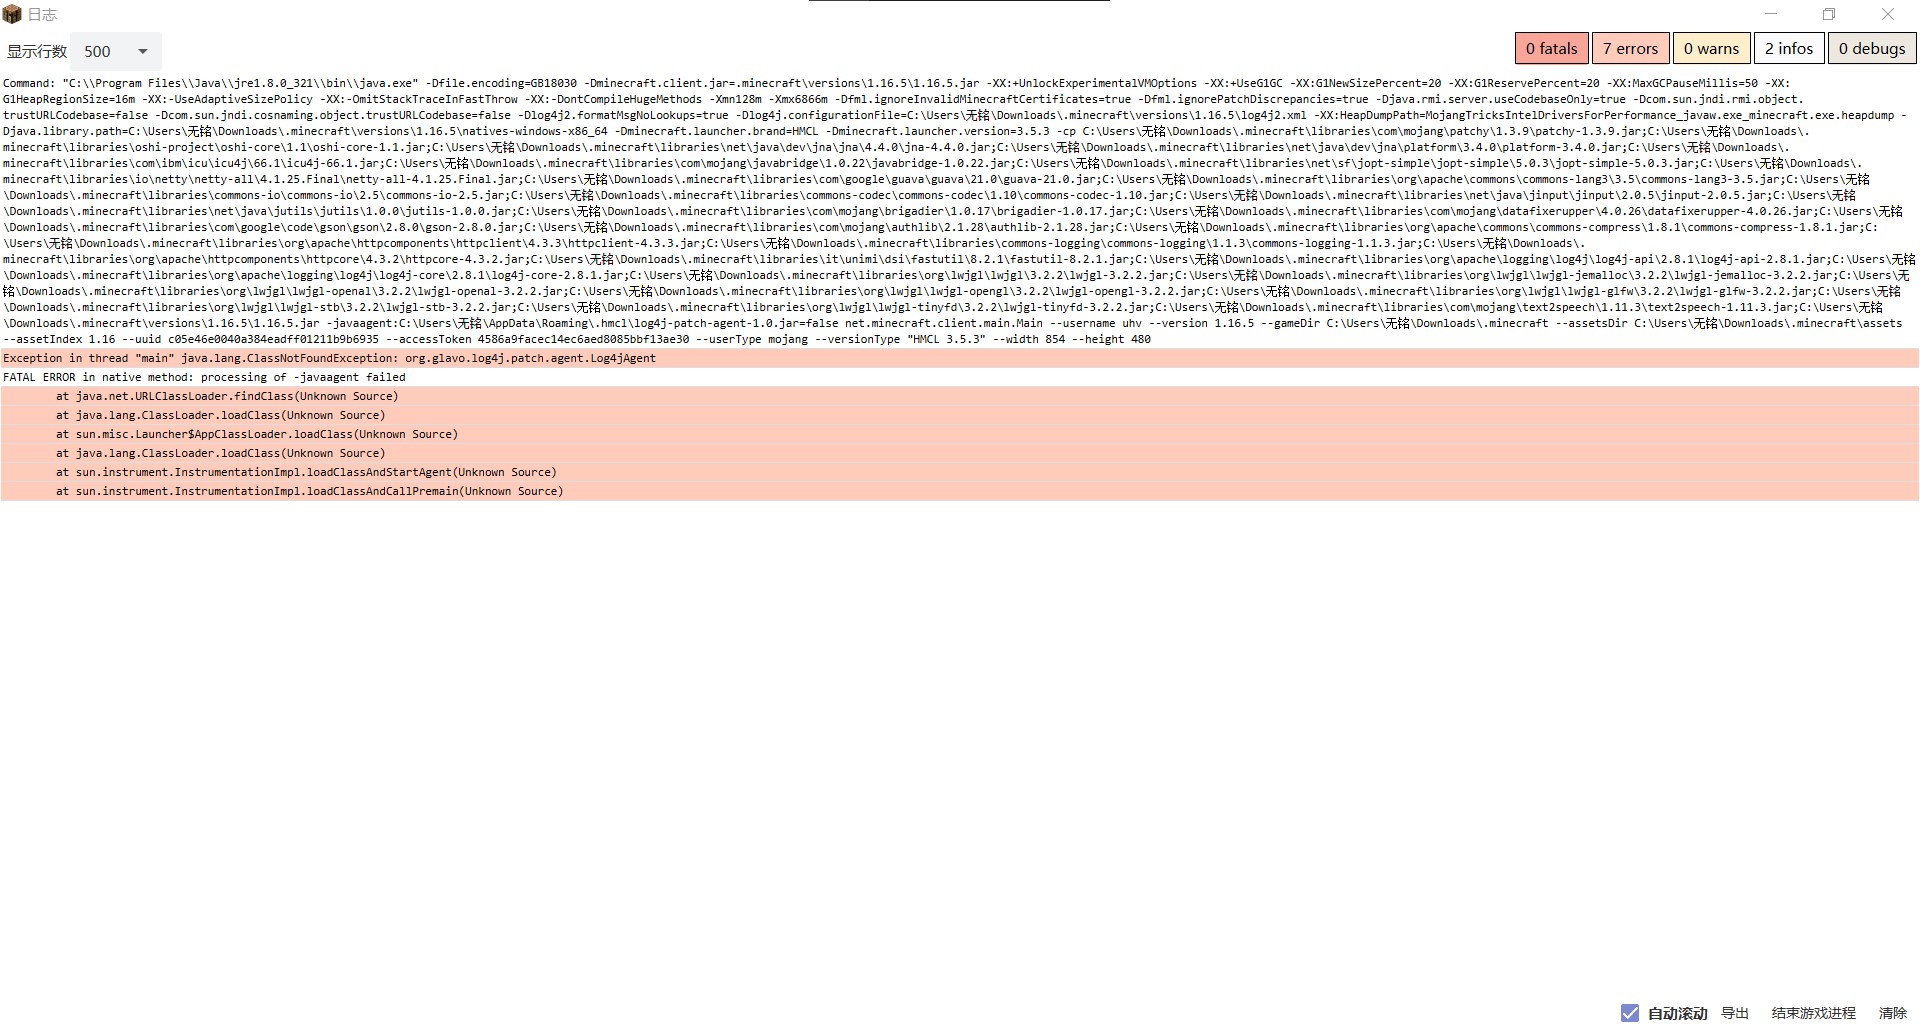 日志
显示行数 500
0 fatals 7 errors 0 warns 2 infos 0 debugs
Command: "C:\\Program Files\\Java\\jre1.8.0_321\\bin\\java.exe" -Dfile.encoding=GB18030 -Dminecraft.client.jar=.minecraft\versions\1.16.5\1.16.5.jar -XX:+UnlockExperimentalVMOptions -XX:+UseG1GC -XX:G1NewSizePercent=20 -XX:G1ReservePercent=20 -XX:MaxGCPauseMillis=50 -XX:
G1HeapRegionSize=16m -XX:-UseAdaptiveSizePolicy -XX:-OmitStackTraceInFastThrow -XX:-DontCompileHugeMethods -Xmn128m -Xmx6866m -Dfml.ignoreInvalidMinecraftCertificates=true -Dfml.ignorePatchDiscrepancies=true -Djava.rmi.server.useCodebaseOnly=true -Dcom.sun.jndi.rmi.object.
trustURLCodebase=false -Dcom.sun.jndi.cosnaming.object.trustURLCodebase=false -Dlog4j2.formatMsgNoLookups=true -Dlog4j.configurationFile=C:\Users\无铭\Downloads\.minecraft\versions\1.16.5\log4j2.xml -XX:HeapDumpPath=MojangTricksIntelDriversForPerformance_javaw.exe_minecraft.exe.heapdump -
Djava.library.path=C:\Users\无铭\Downloads\.minecraft\versions\1.16.5\natives-windows-x86_64 -Dminecraft.launcher.brand=HMCL -Dminecraft.launcher.version=3.5.3 -cp C:\Users\无铭\Downloads\.minecraft\libraries\com\mojang\patchy\1.3.9\patchy-1.3.9.jar;C:\Users\无铭\Downloads\.
minecraft\libraries\oshi-project\oshi-core\1.1\oshi-core-1.1.jar;C:\Users\无铭\Downloads\.minecraft\libraries\net\java\dev\jna\jna\4.4.0\jna-4.4.0.jar;C:\Users\无铭\Downloads\.minecraft\libraries\net\java\dev\jna\platform\3.4.0\platform-3.4.0.jar;C:\Users\无铭\Downloads\.
minecraft\libraries\com\ibm\icu\icu4j\66.1\icu4j-66.1.jar;C:\Users\无铭\Downloads\.minecraft\libraries\com\mojang\javabridge\1.0.22\javabridge-1.0.22.jar;C:\Users\无铭\Downloads\.minecraft\libraries\net\sf\jopt-simple\jopt-simple\5.0.3\jopt-simple-5.0.3.jar;C:\Users\无铭\Downloads\.
minecraft\libraries\io\netty\netty-all\4.1.25.Final\netty-all-4.1.25.Final.jar;C:\Users\无铭\Downloads\.minecraft\libraries\com\google\guava\guava\21.0\guava-21.0.jar;C:\Users\无铭\Downloads\.minecraft\libraries\org\apache\commons\commons-lang3\3.5\commons-lang3-3.5.jar;C:\Users\无铭
\Downloads\.minecraft\libraries\commons-io\commons-io\2.5\commons-io-2.5.jar;C:\Users\无铭\Downloads\.minecraft\libraries\commons-codec\commons-codec\1.10\commons-codec-1.10.jar;C:\Users\无铭\Downloads\.minecraft\libraries\net\java\jinput\jinput\2.0.5\jinput-2.0.5.jar;C:\Users\无铭
\Downloads\.minecraft\libraries\net\java\jutils\jutils\1.0.0\jutils-1.0.0.jar;C:\Users\无铭\Downloads\.minecraft\libraries\com\mojang\brigadier\1.0.17\brigadier-1.0.17.jar;C:\Users\无铭\Downloads\.minecraft\libraries\com\mojang\datafixerupper\4.0.26\datafixerupper-4.0.26.jar;C:\Users\无铭
\Downloads\.minecraft\libraries\com\google\code\gson\gson\2.8.0\gson-2.8.0.jar;C:\Users\无铭\Downloads\.minecraft\libraries\com\mojang\authlib\2.1.28\authlib-2.1.28.jar;C:\Users\无铭\Downloads\.minecraft\libraries\org\apache\commons\commons-compress\1.8.1\commons-compress-1.8.1.jar;C:
\Users\无铭\Downloads\.minecraft\libraries\org\apache\httpcomponents\httpclient\4.3.3\httpclient-4.3.3.jar;C:\Users\无铭\Downloads\.minecraft\libraries\commons-logging\commons-logging\1.1.3\commons-logging-1.1.3.jar;C:\Users\无铭\Downloads\.
minecraft\libraries\org\apache\httpcomponents\httpcore\4.3.2\httpcore-4.3.2.jar;C:\Users\无铭\Downloads\.minecraft\libraries\it\unimi\dsi\fastutil\8.2.1\fastutil-8.2.1.jar;C:\Users\无铭\Downloads\.minecraft\libraries\org\apache\logging\log4j\log4j-api\2.8.1\log4j-api-2.8.1.jar;C:\Users\无铭
\Downloads\.minecraft\libraries\org\apache\logging\log4j\log4j-core\2.8.1\log4j-core-2.8.1.jar;C:\Users\无铭\Downloads\.minecraft\libraries\org\lwjgl\lwjgl\3.2.2\lwjgl-3.2.2.jar;C:\Users\无铭\Downloads\.minecraft\libraries\org\lwjgl\lwjgl-jemalloc\3.2.2\lwjgl-jemalloc-3.2.2.jar;C:\Users\无
铭\Downloads\.minecraft\libraries\org\lwjgl\lwjgl-openal\3.2.2\lwjgl-openal-3.2.2.jar;C:\Users\无铭\Downloads\.minecraft\libraries\org\lwjgl\lwjgl-opengl\3.2.2\lwjgl-opengl-3.2.2.jar;C:\Users\无铭\Downloads\.minecraft\libraries\org\lwjgl\lwjgl-glfw\3.2.2\lwjgl-glfw-3.2.2.jar;C:\Users\无铭
\Downloads\.minecraft\libraries\org\lwjgl\lwjgl-stb\3.2.2\lwjgl-stb-3.2.2.jar;C:\Users\无铭\Downloads\.minecraft\libraries\org\lwjgl\lwjgl-tinyfd\3.2.2\lwjgl-tinyfd-3.2.2.jar;C:\Users\无铭\Downloads\.minecraft\libraries\com\mojang\text2speech\1.11.3\text2speech-1.11.3.jar;C:\Users\无铭
\Downloads\.minecraft\versions\1.16.5\1.16.5.jar -javaagent:C:\Users\无铭\AppData\Roaming\.hmcl\log4j-patch-agent-1.0.jar=false net.minecraft.client.main.Main --username uhv --version 1.16.5 --gameDir C:\Users\无铭\Downloads\.minecraft --assetsDir C:\Users\无铭\Downloads\.minecraft\assets
--assetIndex 1.16 --uuid c05e46e0040a384eadff01211b9b6935 --accessToken 4586a9facec14ec6aed8085bbf13ae30 --userType mojang --versionType "HMCL 3.5.3" --width 854 --height 480
Exception in thread "main" java.lang.ClassNotFoundException: org.glavo.log4j.patch.agent.Log4jAgent
FATAL ERROR in native method: processing of -javaagent failed
at java.net.URLClassLoader.findClass(Unknown Source)
at java.lang.ClassLoader.loadClass(Unknown Source)
at sun.misc.Launcher$AppClassLoader.loadClass(Unknown Source)
at java.lang.ClassLoader.loadClass(Unknown Source)
at sun.instrument.InstrumentationImpl.loadClassAndStartAgent(Unknown Source)
at sun.instrument.InstrumentationImpl.loadClassAndCallPremain(Unknown Source)
自动滚动 导出 结束游戏进程 清除